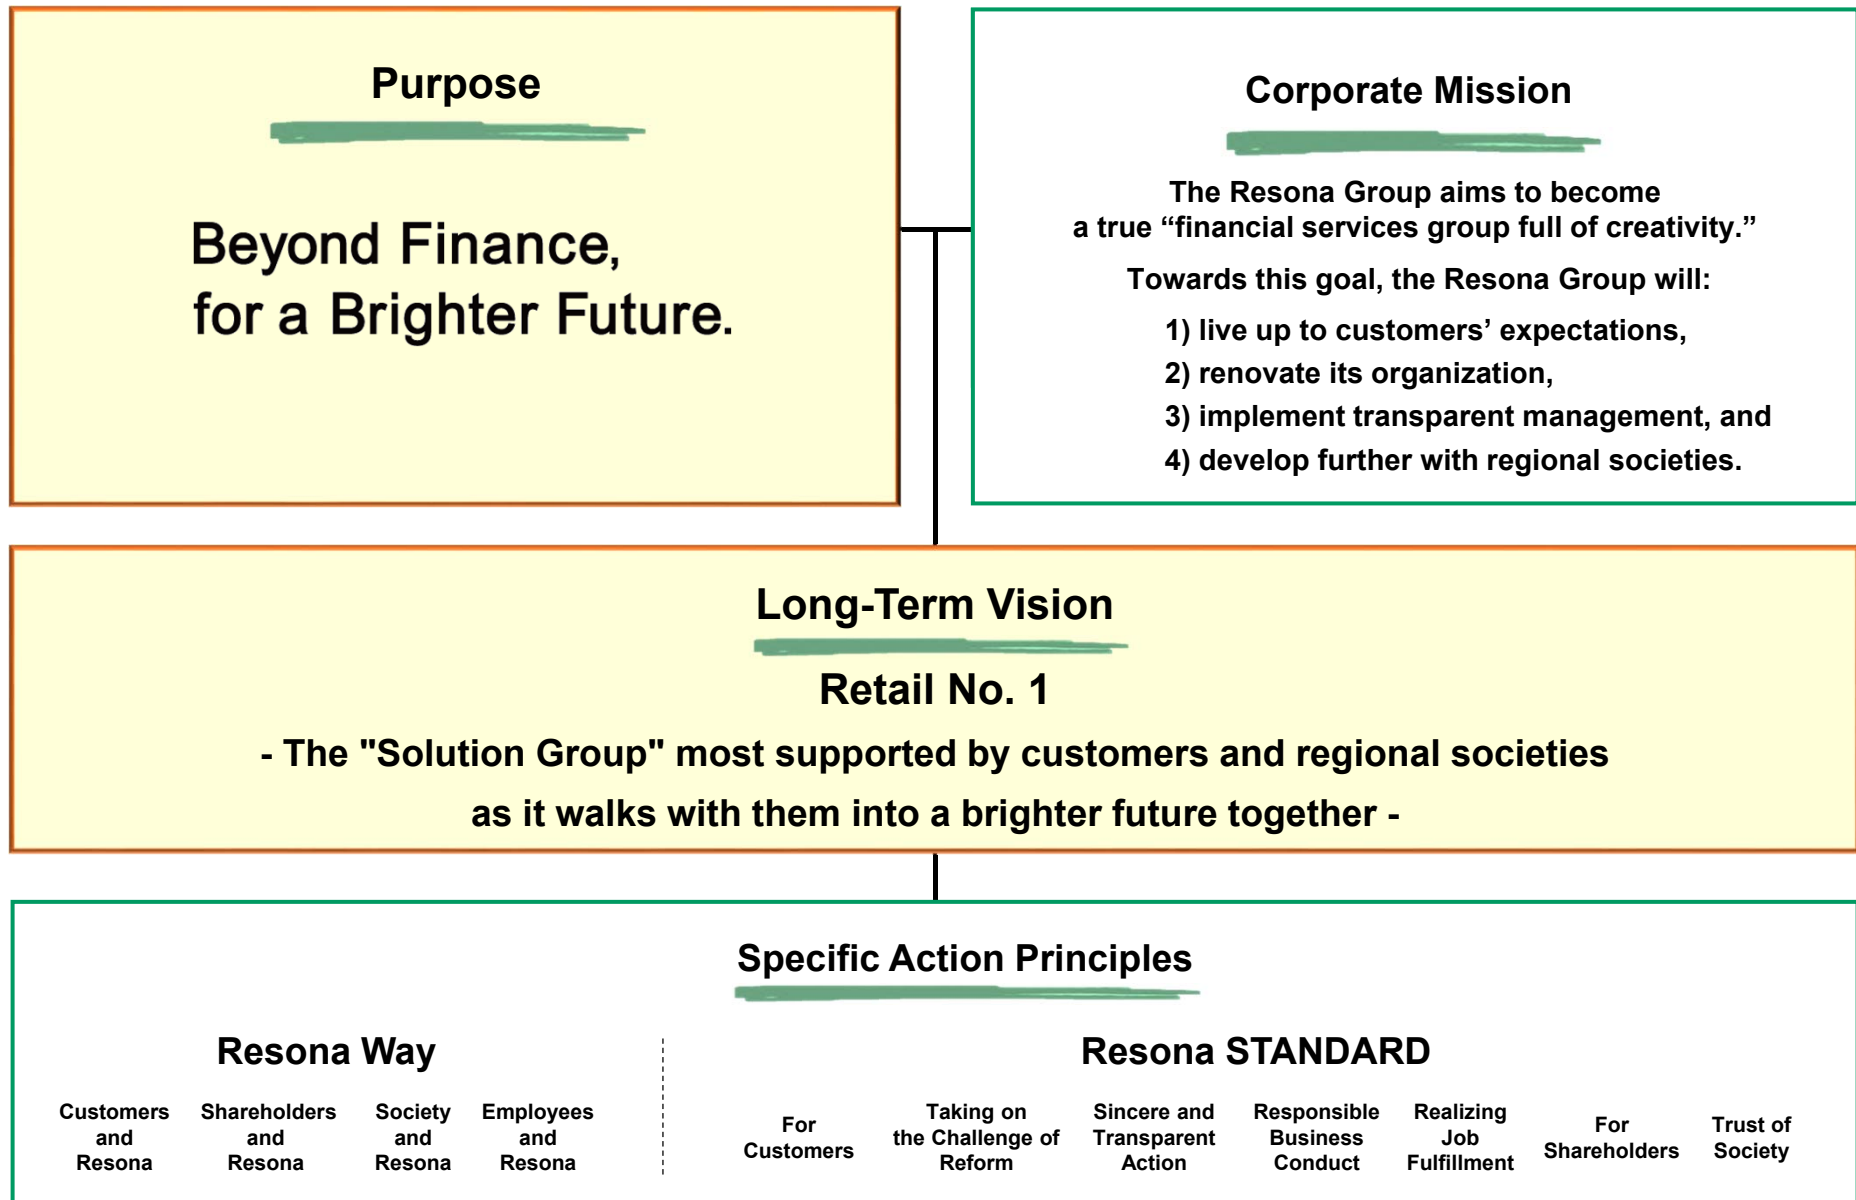 Purpose
Beyond Finance,
for a Brighter Future.
Corporate Mission
The Resona Group aims to become
a true “financial services group full of creativity.”
Towards this goal, the Resona Group will:
1) live up to customers’ expectations,
2) renovate its organization,
3) implement transparent management, and
4) develop further with regional societies.
Long-Term Vision
Retail No. 1
- The "Solution Group" most supported by customers and regional societies
as it walks with them into a brighter future together -
Specific Action Principles
Resona Way
Customers
and
Resona
Shareholders
and
Resona
Society
and
Resona
Employees
and
Resona
Resona STANDARD
For
Customers
Taking on
the Challenge of
Reform
Sincere and
Transparent
Action
Responsible
Business
Conduct
Realizing
Job
Fulfillment
For
Shareholders
Trust of
Society